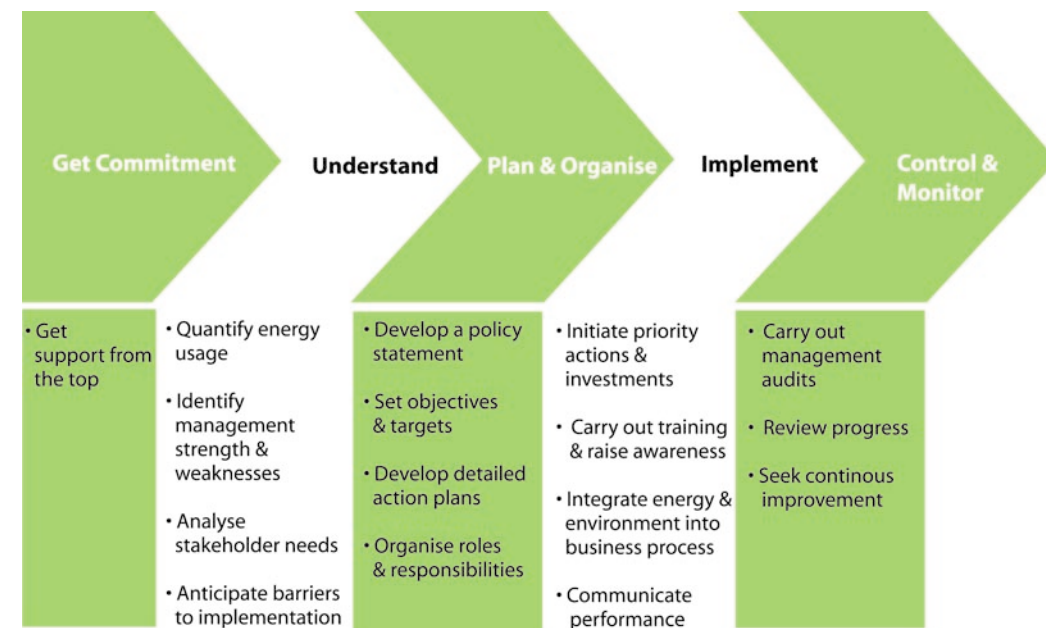 Get Commitment
Understand
Plan & Organise
Implement
Control &
Monitor
• Get
support from
the top
• Quantify energy
usage
• Identify
management
strength &
weaknesses
• Analyse
stakeholder needs
• Anticipate barriers
to implementation
• Develop a policy
statement
• Set objectives
& targets
• Develop detailed
action plans
• Organise roles
& responsibilities
• Initiate priority
actions &
investments
• Carry out training
& raise awareness
• Integrate energy &
environment into
business process
• Communicate
performance
• Carry out
management
audits
• Review progress
• Seek continous
improvement